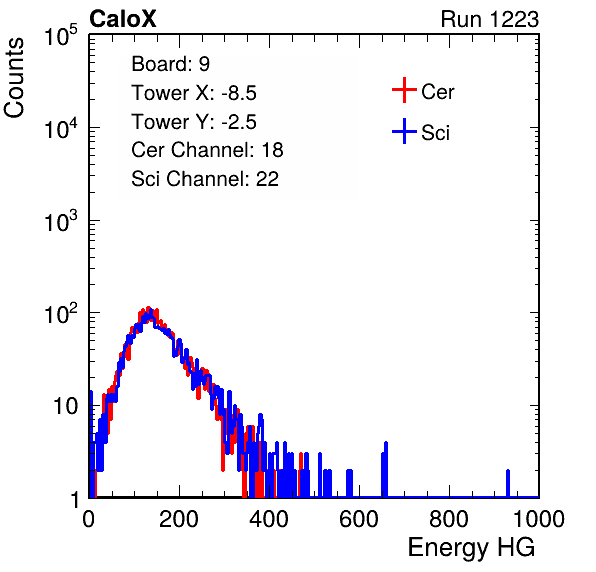 CaloX Run 1223
Counts
Board: 9
Tower X: -8.5
Tower Y: -2.5
Cer Channel: 18
Sci Channel: 22
Cer
Sci
10^5
10^4
10^3
10^2
10
1
0 200 400 600 800 1000
Energy HG